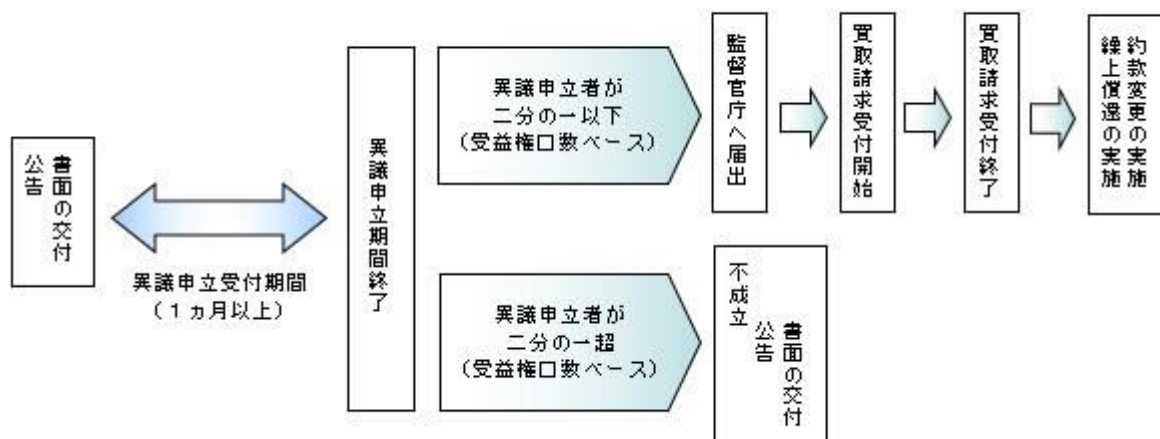 書面の交付
公告
異議申立受付期間
（１ヵ月以上）
異議申立期間終了
異議申立者が
二分の一以下
（受益権口数ベース）
監督官庁へ届出
買取請求受付開始
買取請求受付終了
約款変更の実施
繰上償還の実施
異議申立者が
二分の一超
（受益権口数ベース）
不成立
書面の交付
公告